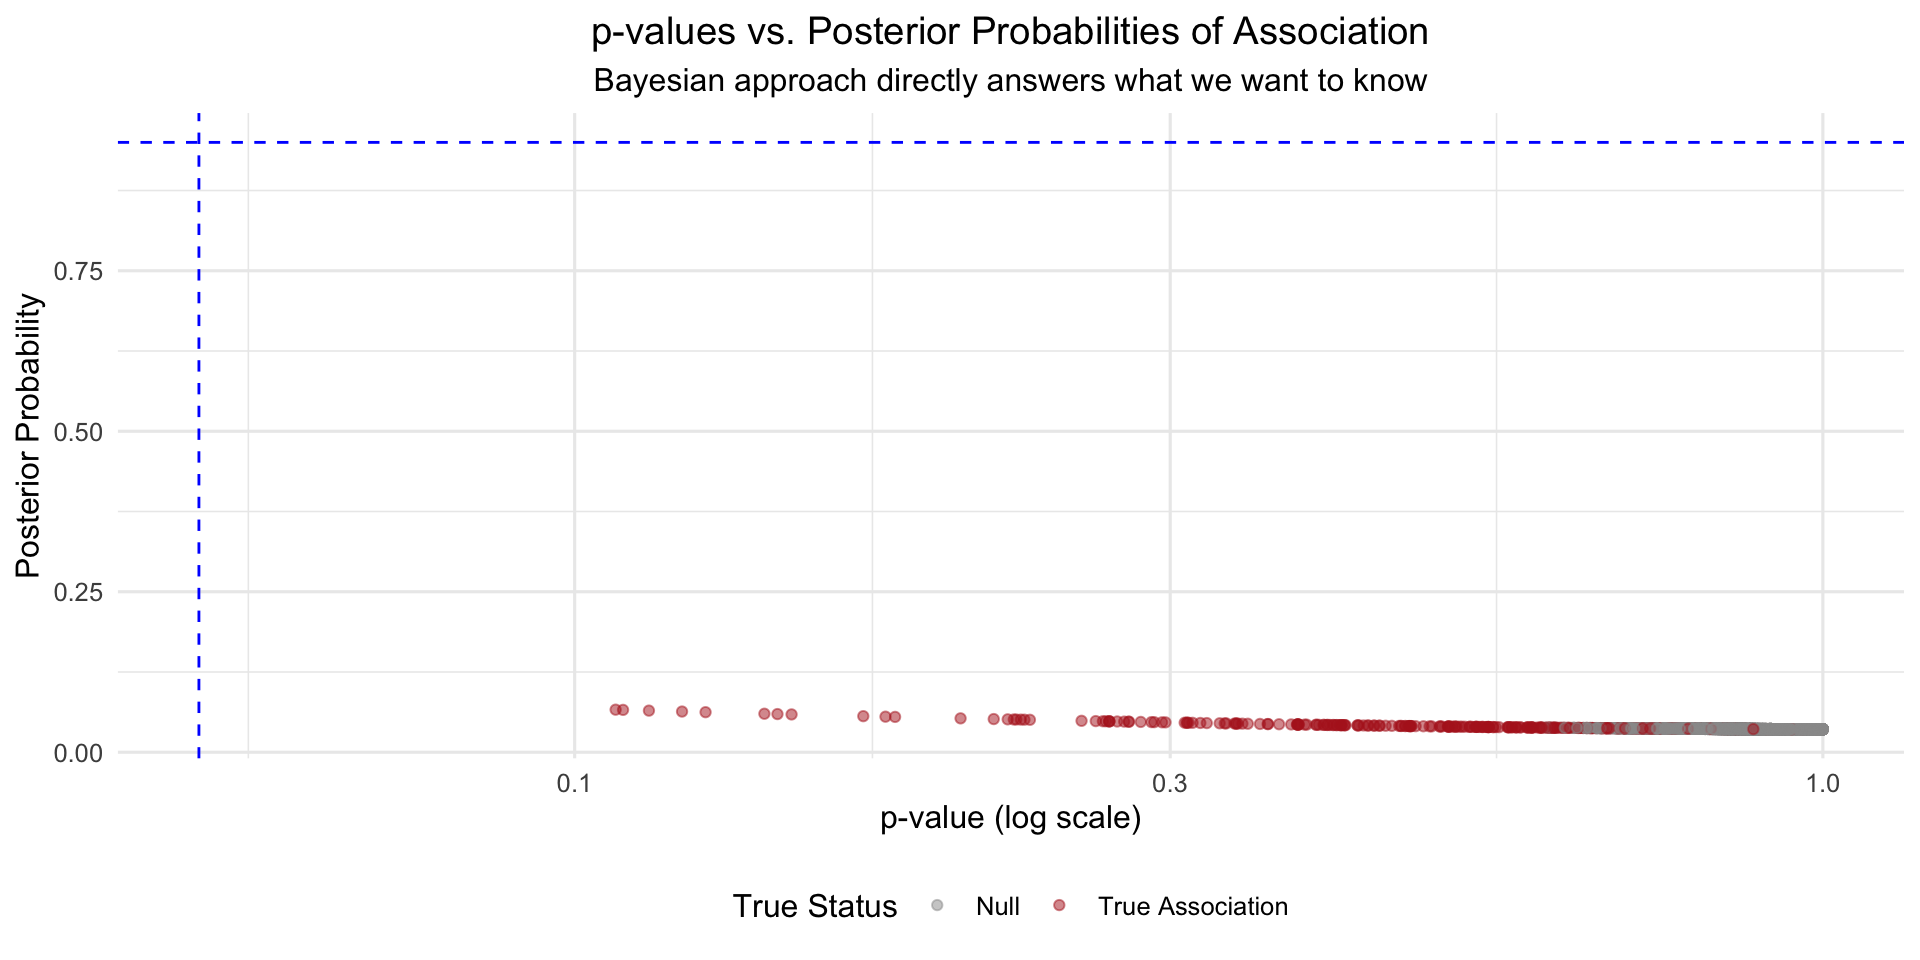 p-values vs. Posterior Probabilities of Association
Bayesian approach directly answers what we want to know
Posterior Probability
0.75
0.50
0.25
0.00
0.1
0.3
1.0
p-value (log scale)
True Status
Null
True Association